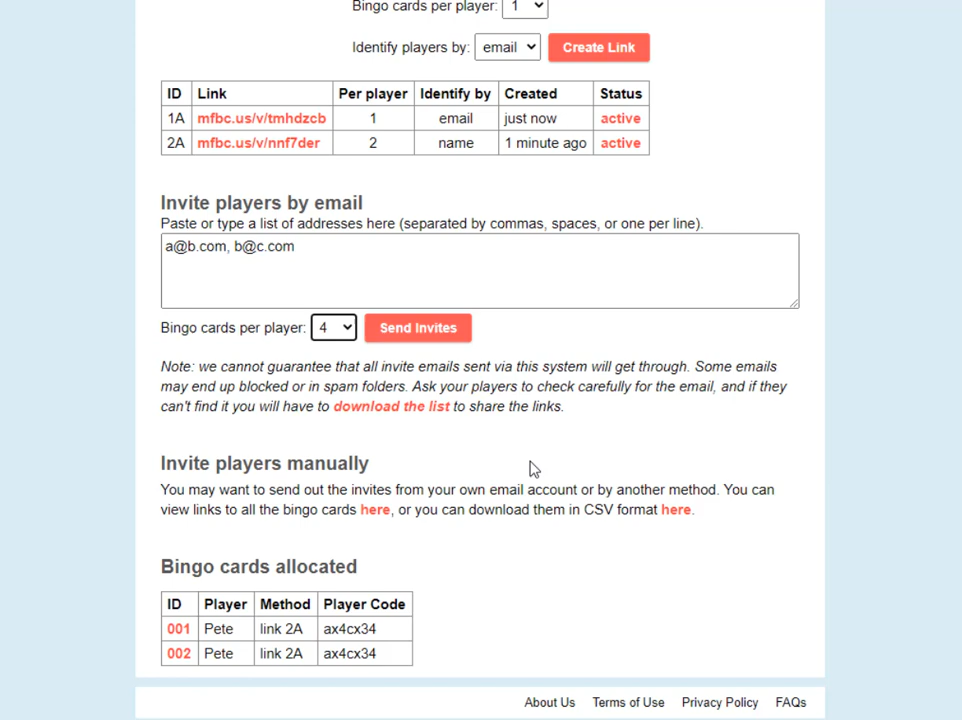 Bingo cards per player: 1
Identify players by: email Create Link
ID Link Per player Identify by Created Status
1A mfbc.us/v/tmhdzcb 1 email just now active
2A mfbc.us/v/nnf7der 2 name 1 minute ago active
Invite players by email
Paste or type a list of addresses here (separated by commas, spaces, or one per line).
a@b.com, b@c.com
Bingo cards per player: 4 Send Invites
Note: we cannot guarantee that all invite emails sent via this system will get through. Some emails
may end up blocked or in spam folders. Ask your players to check carefully for the email, and if they
can't find it you will have to download the list to share the links.
Invite players manually
You may want to send out the invites from your own email account or by another method. You can
view links to all the bingo cards here, or you can download them in CSV format here.
Bingo cards allocated
ID Player Method Player Code
001 Pete link 2A ax4cx34
002 Pete link 2A ax4cx34
About Us Terms of Use Privacy Policy FAQs